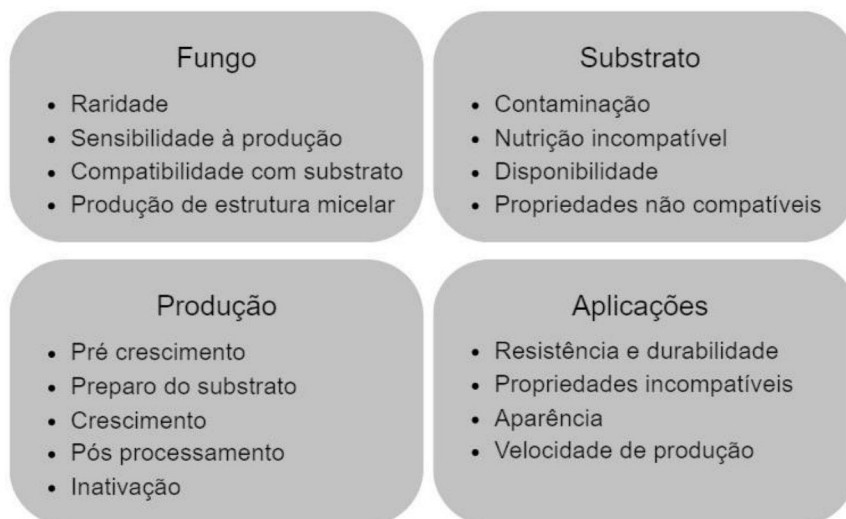 Fungo
• Raridade
• Sensibilidade à produção
• Compatibilidade com substrato
• Produção de estrutura micelar
Substrato
• Contaminação
• Nutrição incompatível
• Disponibilidade
• Propriedades não compatíveis
Produção
• Pré crescimento
• Preparo do substrato
• Crescimento
• Pós processamento
• Inativação
Aplicações
• Resistência e durabilidade
• Propriedades incompatíveis
• Aparência
• Velocidade de produção